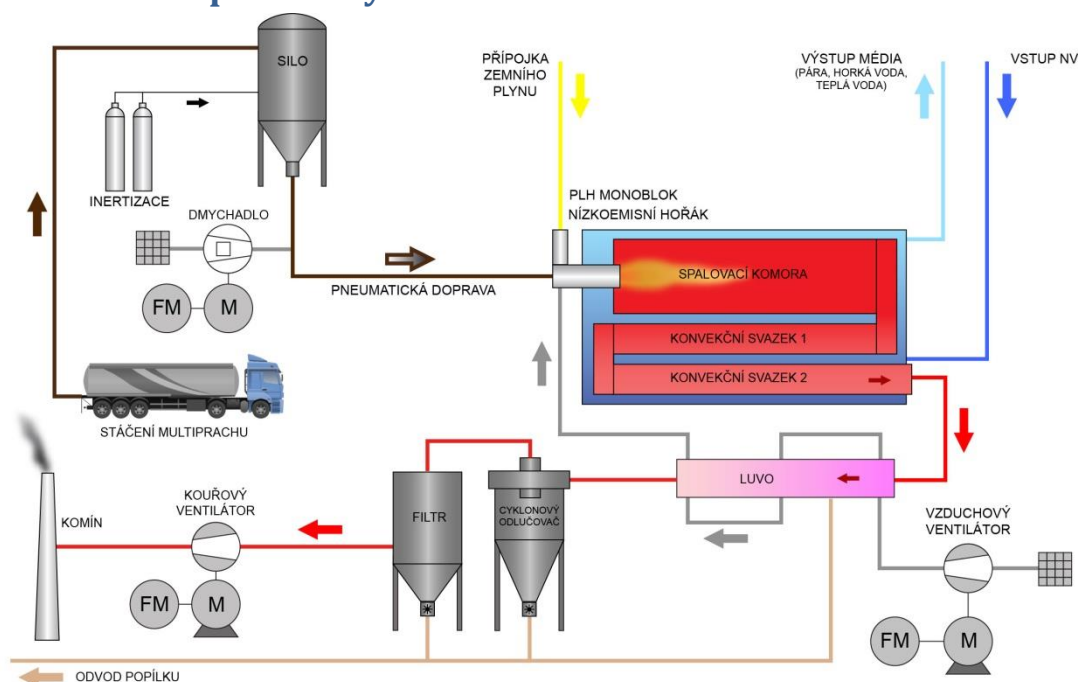 SILO
PŘÍPOJKA
ZEMNÍHO
PLYNU
VÝSTUP MÉDIA
(PÁRA, HORKÁ VODA,
TEPLÁ VODA)
VSTUP NV
INERTIZACE
DMYCHADLO
PLH MONOBLOK
NÍZKOEMISNÍ HOŘÁK
SPALOVACÍ KOMORA
PNEUMATICKÁ DOPRAVA
FM
M
KONVEKČNÍ SVAZEK 1
KONVEKČNÍ SVAZEK 2
STÁČENÍ MULTIPRACHU
LUVO
KOUŘOVÝ
VENTILÁTOR
KOMÍN
FILTR
CYKLONOVÝ
ODLUČOVAČ
VZDUCHOVÝ
VENTILÁTOR
FM
M
FM
M
ODVOD POPÍLKU